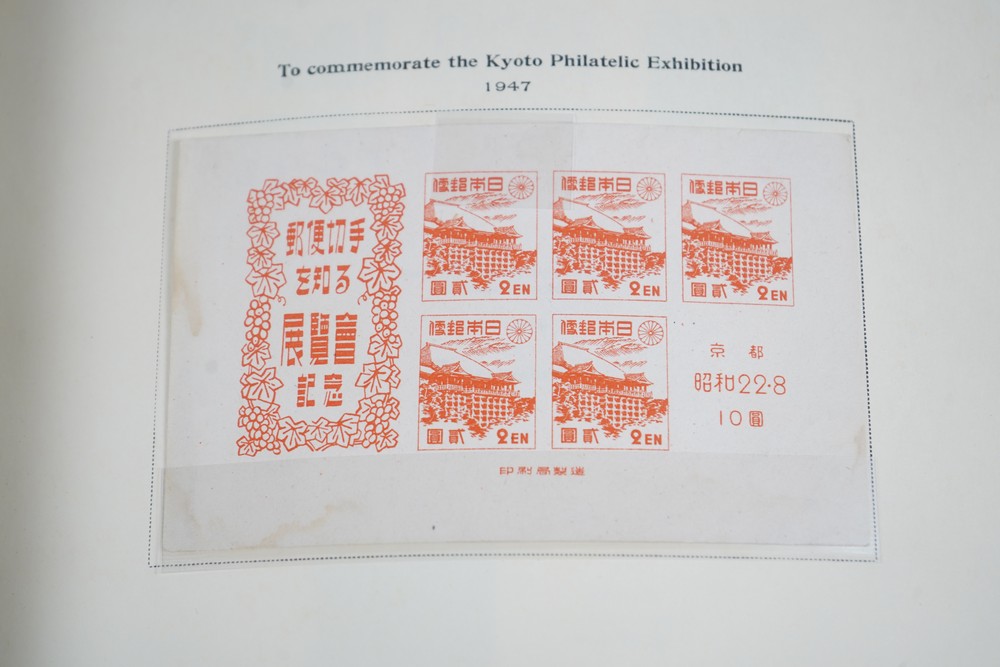 To commemorate the Kyoto Philatelic Exhibition
1947
郵便切手
を知る
展覽會
記念
便郵本日
圓貳 2EN
便郵本日
圓貳 2EN
便郵本日
圓貳 2EN
便郵本日
圓貳 2EN
便郵本日
圓貳 2EN
京都
昭和22・8
10圓
印刷局製造